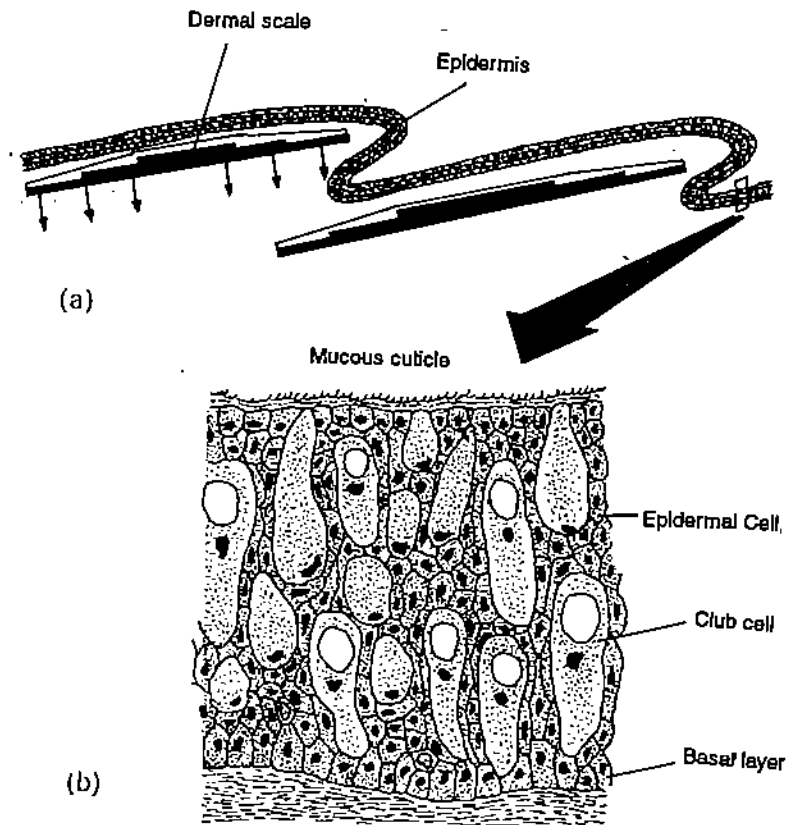 Dermal scale
Epidermis
(a)
Mucous cuticle
Epidermal Cell
Club cell
Basal layer
(b)